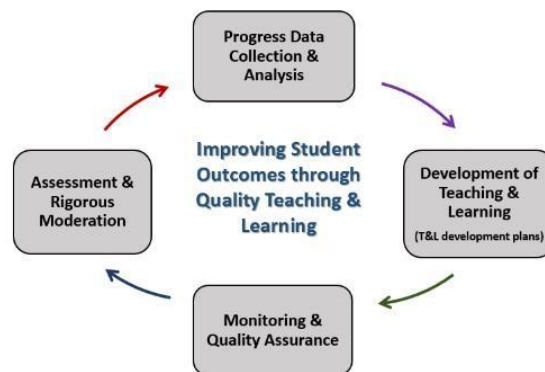 Progress Data
Collection &
Analysis
Improving Student
Outcomes through
Quality Teaching &
Learning
Assessment &
Rigorous
Moderation
Development of
Teaching &
Learning
(T&L development plans)
Monitoring &
Quality Assurance